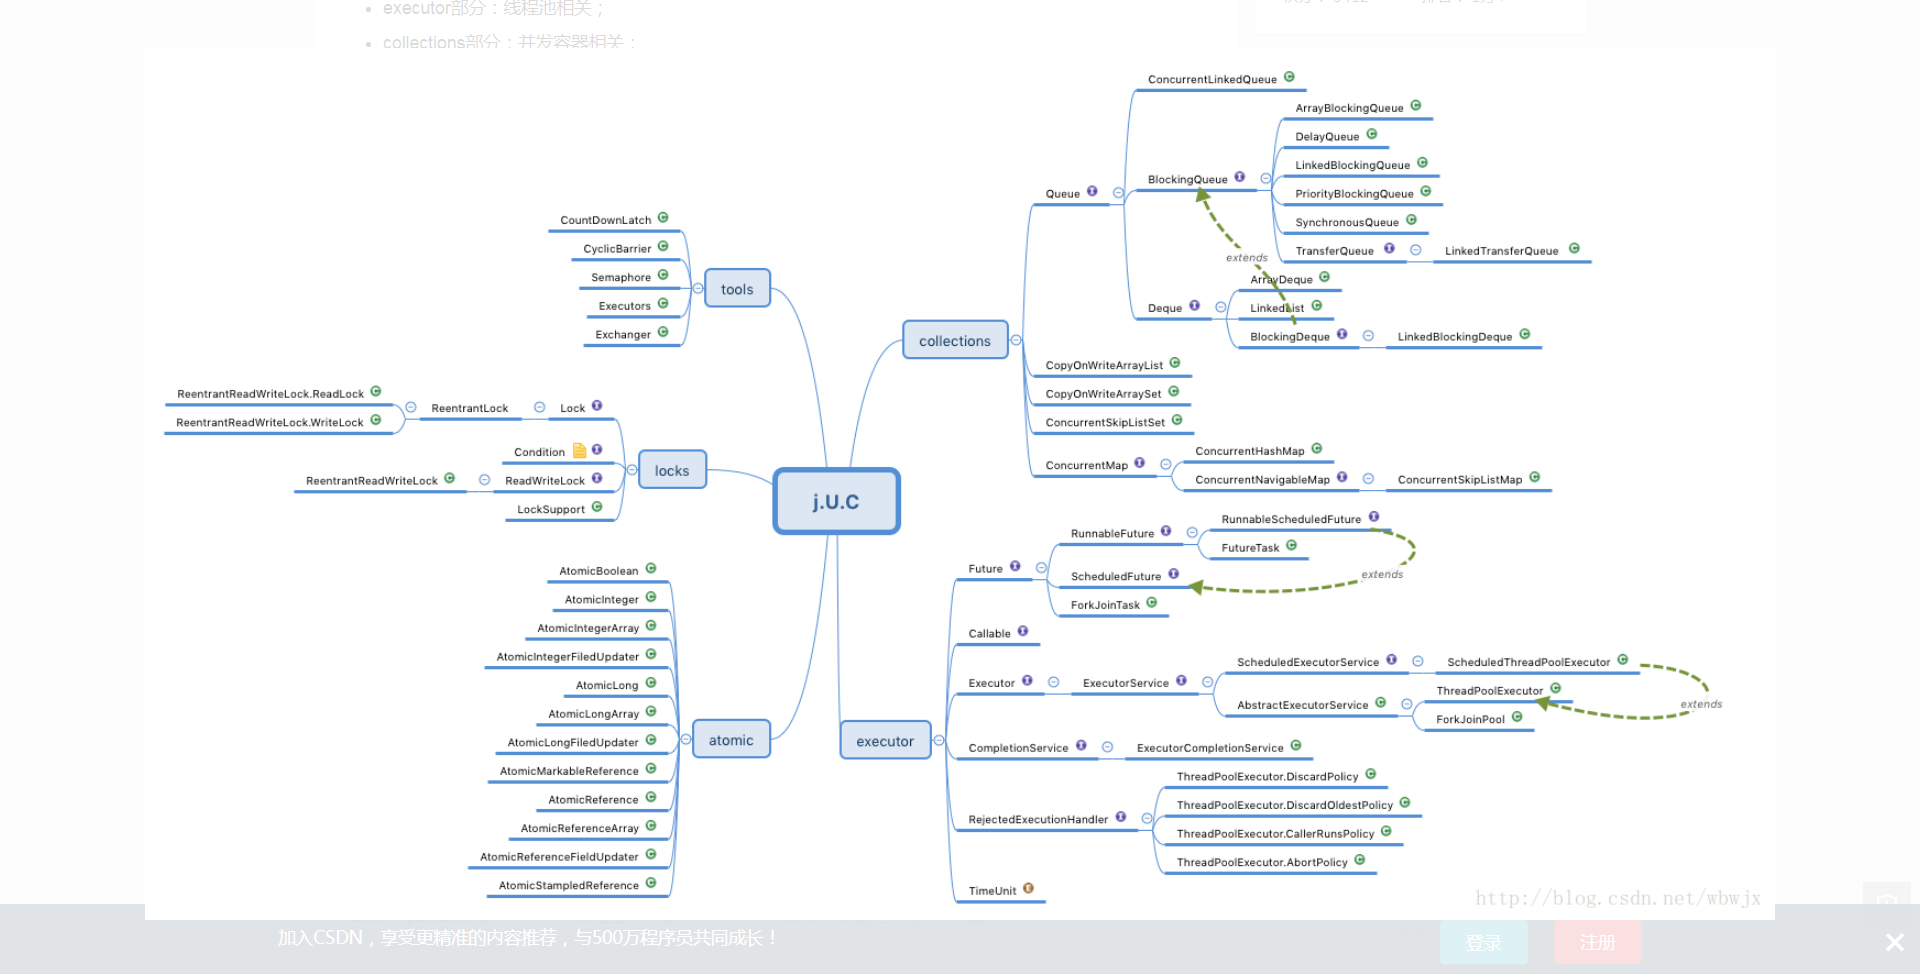 executor部分：线程池相关；
collections部分：并发容器相关；
ConcurrentLinkedQueue
ArrayBlockingQueue
DelayQueue
LinkedBlockingQueue
BlockingQueue
PriorityBlockingQueue
Queue
SynchronousQueue
TransferQueue
LinkedTransferQueue
extends
ArrayDeque
Deque
LinkedList
BlockingDeque
LinkedBlockingDeque
collections
CopyOnWriteArrayList
CopyOnWriteArraySet
ConcurrentSkipListSet
ConcurrentMap
ConcurrentHashMap
ConcurrentNavigableMap
ConcurrentSkipListMap
CountDownLatch
CyclicBarrier
Semaphore
Executors
Exchanger
tools
ReentrantReadWriteLock.ReadLock
ReentrantReadWriteLock.WriteLock
ReentrantLock
Lock
Condition
ReentrantReadWriteLock
ReadWriteLock
LockSupport
locks
j.U.C
RunnableFuture
RunnableScheduledFuture
FutureTask
Future
ScheduledFuture
extends
ForkJoinTask
Callable
Executor
ExecutorService
ScheduledExecutorService
ScheduledThreadPoolExecutor
AbstractExecutorService
ThreadPoolExecutor
extends
ForkJoinPool
executor
CompletionService
ExecutorCompletionService
ThreadPoolExecutor.DiscardPolicy
ThreadPoolExecutor.DiscardOldestPolicy
RejectedExecutionHandler
ThreadPoolExecutor.CallerRunsPolicy
ThreadPoolExecutor.AbortPolicy
TimeUnit
AtomicBoolean
AtomicInteger
AtomicIntegerArray
AtomicIntegerFiledUpdater
AtomicLong
AtomicLongArray
AtomicLongFiledUpdater
AtomicMarkableReference
AtomicReference
AtomicReferenceArray
AtomicReferenceFieldUpdater
AtomicStampledReference
atomic
http://blog.csdn.net/wbwjx
加入CSDN，享受更精准的内容推荐，与500万程序员共同成长！
登录
注册